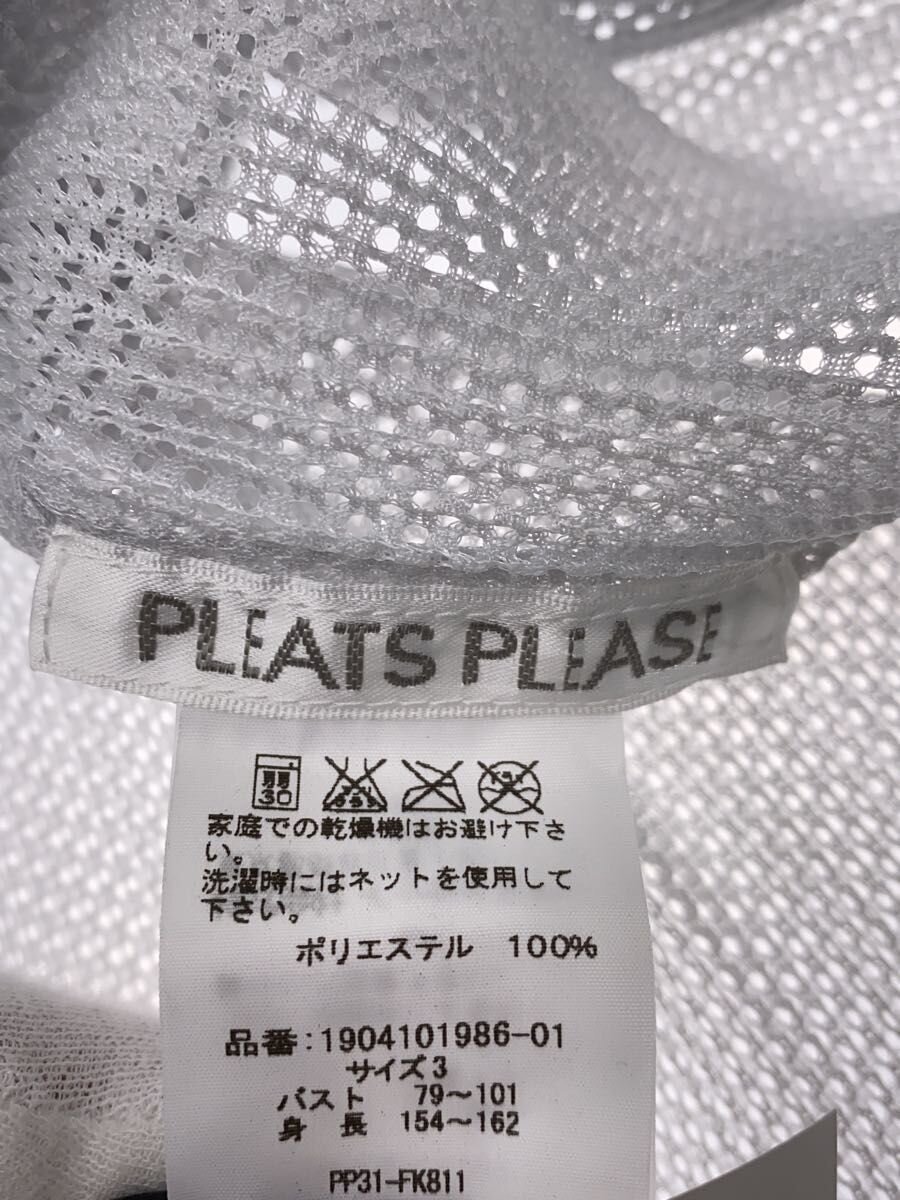 PLEATS PLEASE
弱
30
家庭での乾燥機はお避け下さ
い。
洗濯時にはネットを使用して
下さい。
ポリエステル 100%
品番:1904101986-01
サイズ3
バスト 79〜101
身 長 154〜162
PP31-FK811